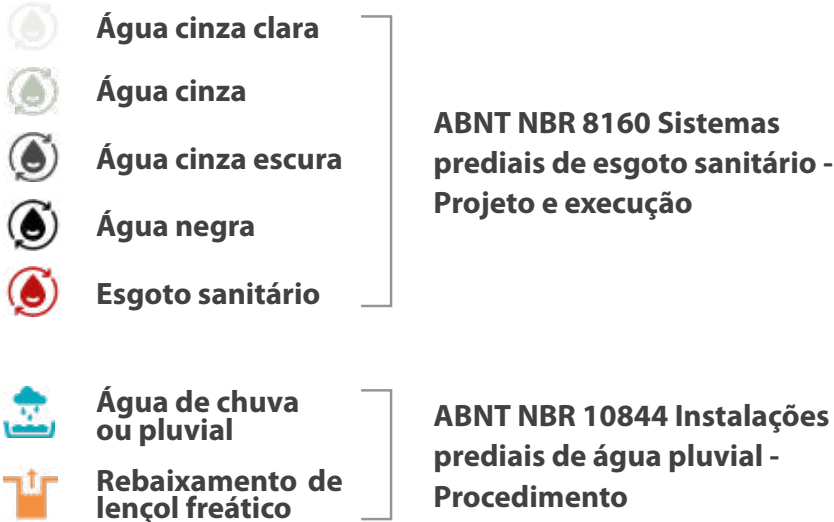 Água cinza clara
Água cinza
Água cinza escura
Água negra
Esgoto sanitário
ABNT NBR 8160 Sistemas
prediais de esgoto sanitário -
Projeto e execução
Água de chuva
ou pluvial
Rebaixamento de
lençol freático
ABNT NBR 10844 Instalações
prediais de água pluvial -
Procedimento